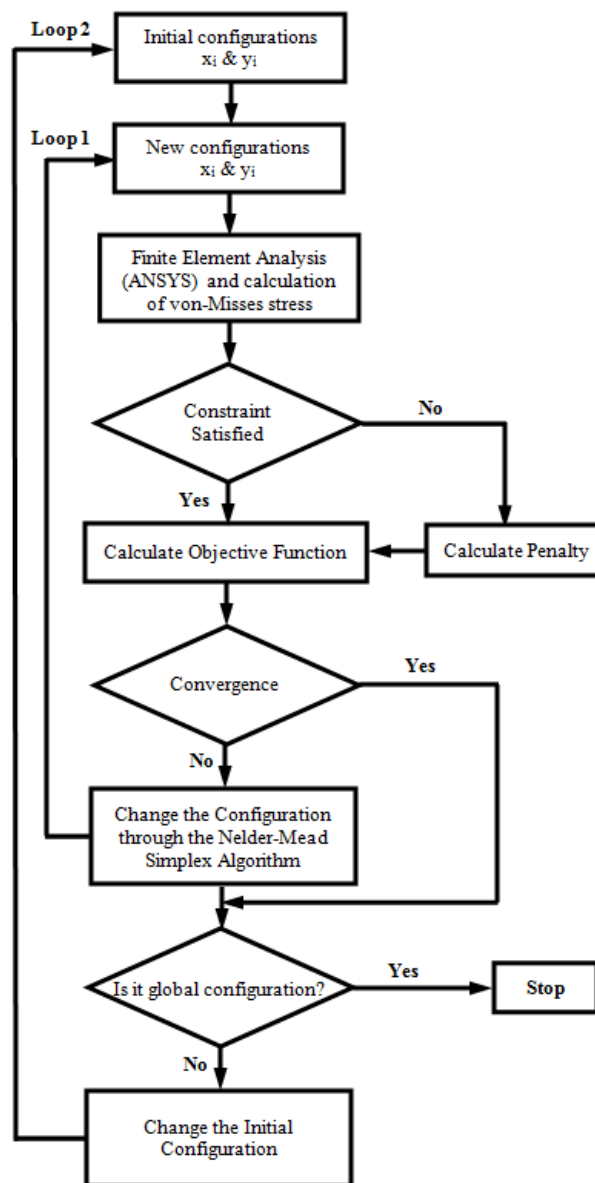 Loop 2
Initial configurations
xi & yi
Loop 1
New configurations
xi & yi
Finite Element Analysis
(ANSYS) and calculation
of von-Misses stress
Constraint
Satisfied
No
Yes
Calculate Objective Function
Calculate Penalty
Convergence
Yes
No
Change the Configuration
through the Nelder-Mead
Simplex Algorithm
Is it global configuration?
Yes
Stop
No
Change the Initial
Configuration